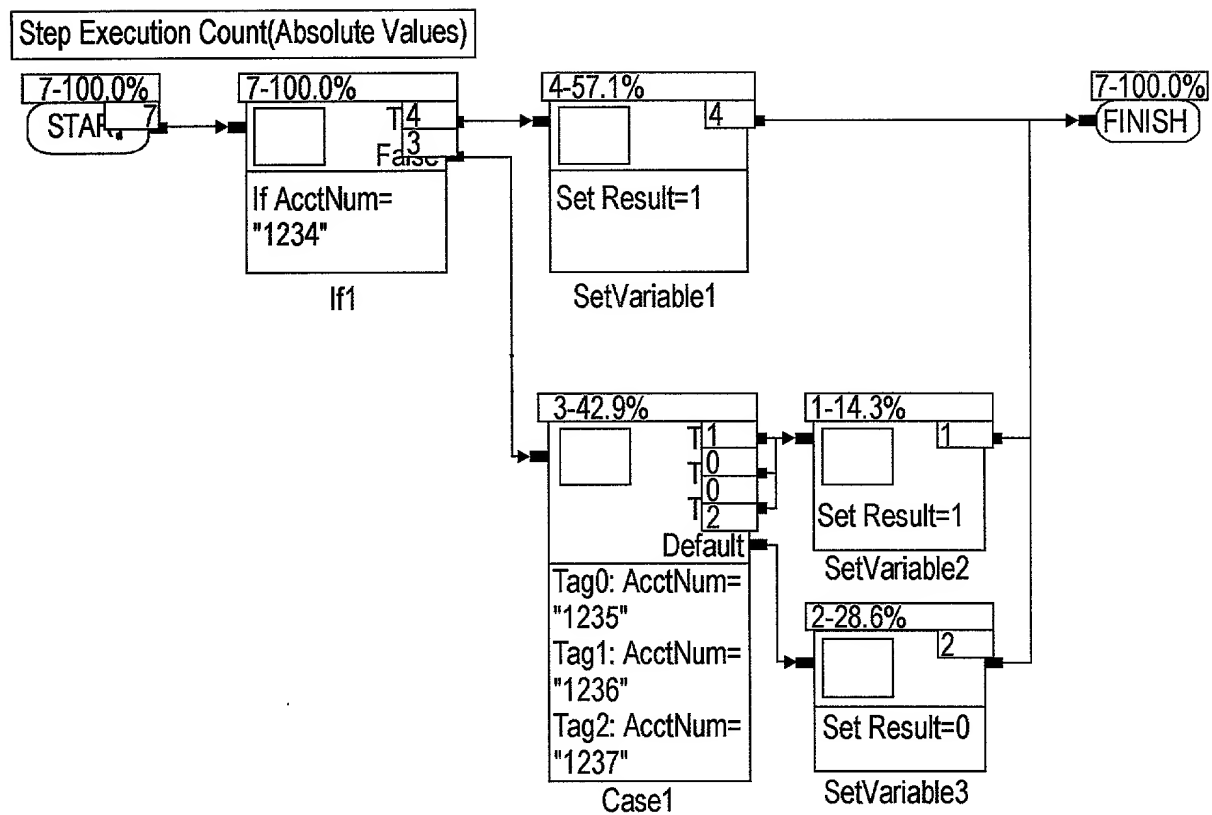 Step Execution Count(Absolute Values)
7-100.0%
7
7-100.0%
T 4
3
False
If AcctNum=
"1234"
If1
4-57.1%
4
Set Result=1
SetVariable1
7-100.0%
FINISH
3-42.9%
T 1
T 0
T 0
2
Default
Tag0: AcctNum=
"1235"
Tag1: AcctNum=
"1236"
Tag2: AcctNum=
"1237"
Case1
1-14.3%
1
Set Result=1
SetVariable2
2-28.6%
2
Set Result=0
SetVariable3